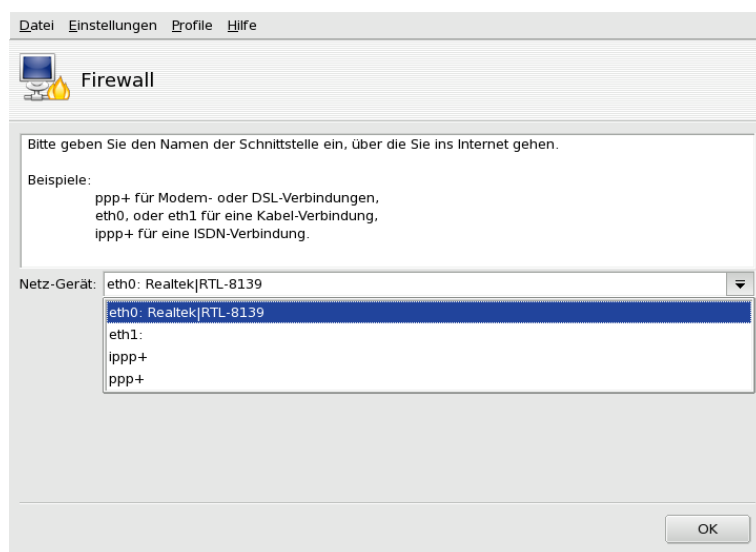 Datei Einstellungen Profile Hilfe
Firewall
Bitte geben Sie den Namen der Schnittstelle ein, über die Sie ins Internet gehen.
Beispiele:
ppp+ für Modem- oder DSL-Verbindungen,
eth0, oder eth1 für eine Kabel-Verbindung,
ippp+ für eine ISDN-Verbindung.
Netz-Gerät: eth0: Realtek|RTL-8139
eth0: Realtek|RTL-8139
eth1:
ippp+
ppp+
OK